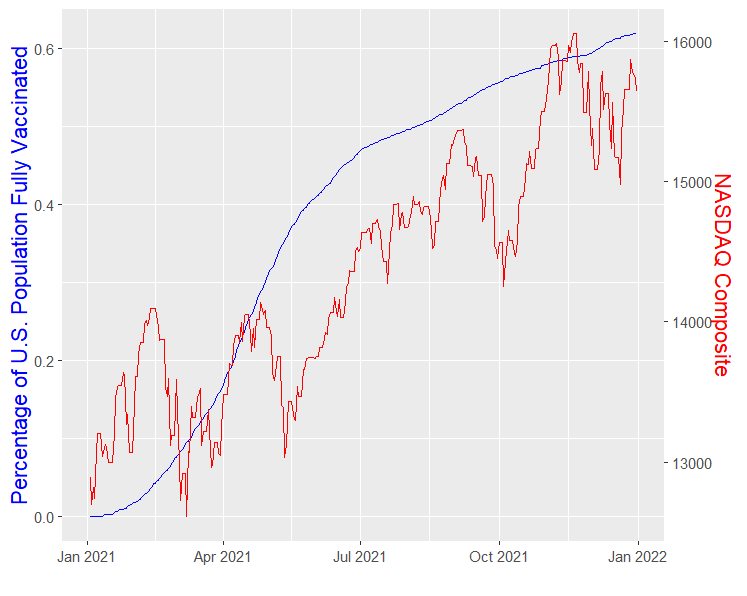 Percentage of U.S. Population Fully Vaccinated
0.6
0.4
0.2
0.0
16000
15000
14000
13000
NASDAQ Composite
Jan 2021
Apr 2021
Jul 2021
Oct 2021
Jan 2022